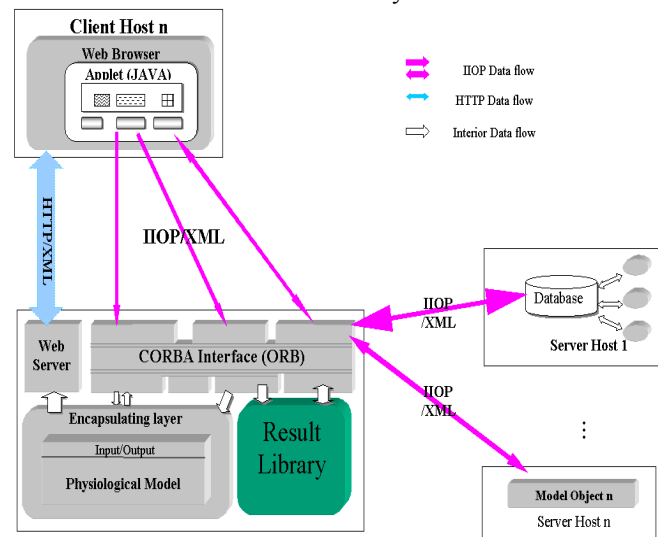 Client Host n
Web Browser
Applet (JAVA)
IIOP Data flow
HTTP Data flow
Interior Data flow
HTTP/XML
IIOP/XML
IIOP
/XML
Database
Server Host 1
Web
Server
CORBA Interface (ORB)
IIOP
/XML
Encapsulating layer
Input/Output
Physiological Model
Result
Library
Model Object n
Server Host n